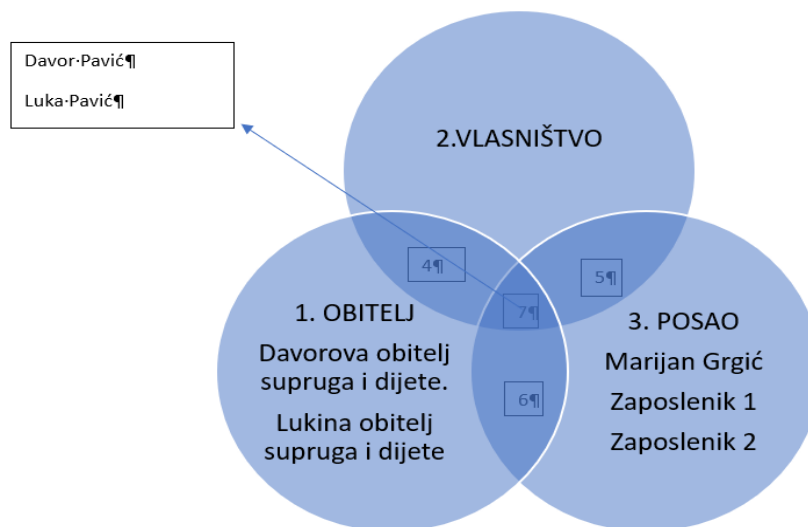 Davor·Pavić¶
Luka·Pavić¶
2.VLASNIŠTVO
4¶
5¶
7¶
1. OBITELJ
Davorova obitelj
supruga i dijete.
Lukina obitelj
supruga i dijete
6¶
3. POSAO
Marijan Grgić
Zaposlenik 1
Zaposlenik 2